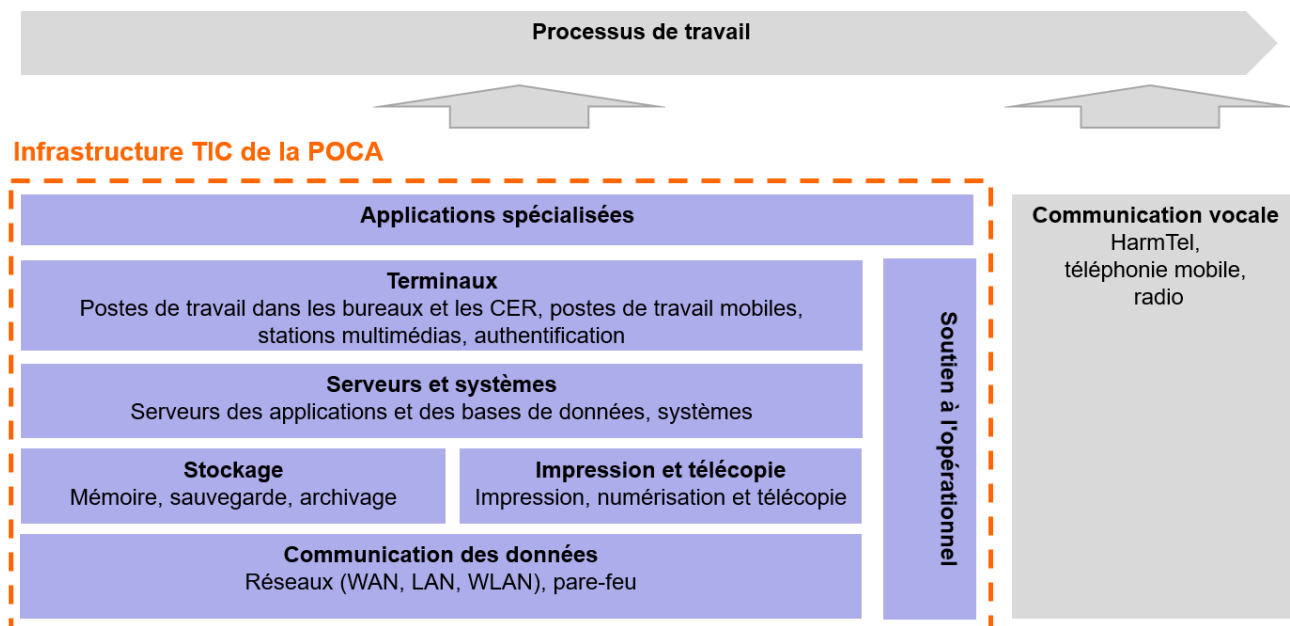 Processus de travail
Infrastructure TIC de la POCA
Applications spécialisées
Terminaux
Postes de travail dans les bureaux et les CER, postes de travail mobiles,
stations multimédias, authentification
Serveurs et systèmes
Serveurs des applications et des bases de données, systèmes
Stockage
Mémoire, sauvegarde, archivage
Impression et télécopie
Impression, numérisation et télécopie
Communication des données
Réseaux (WAN, LAN, WLAN), pare-feu
Soutien à l'opérationnel
Communication vocale
HarmTel,
téléphonie mobile,
radio